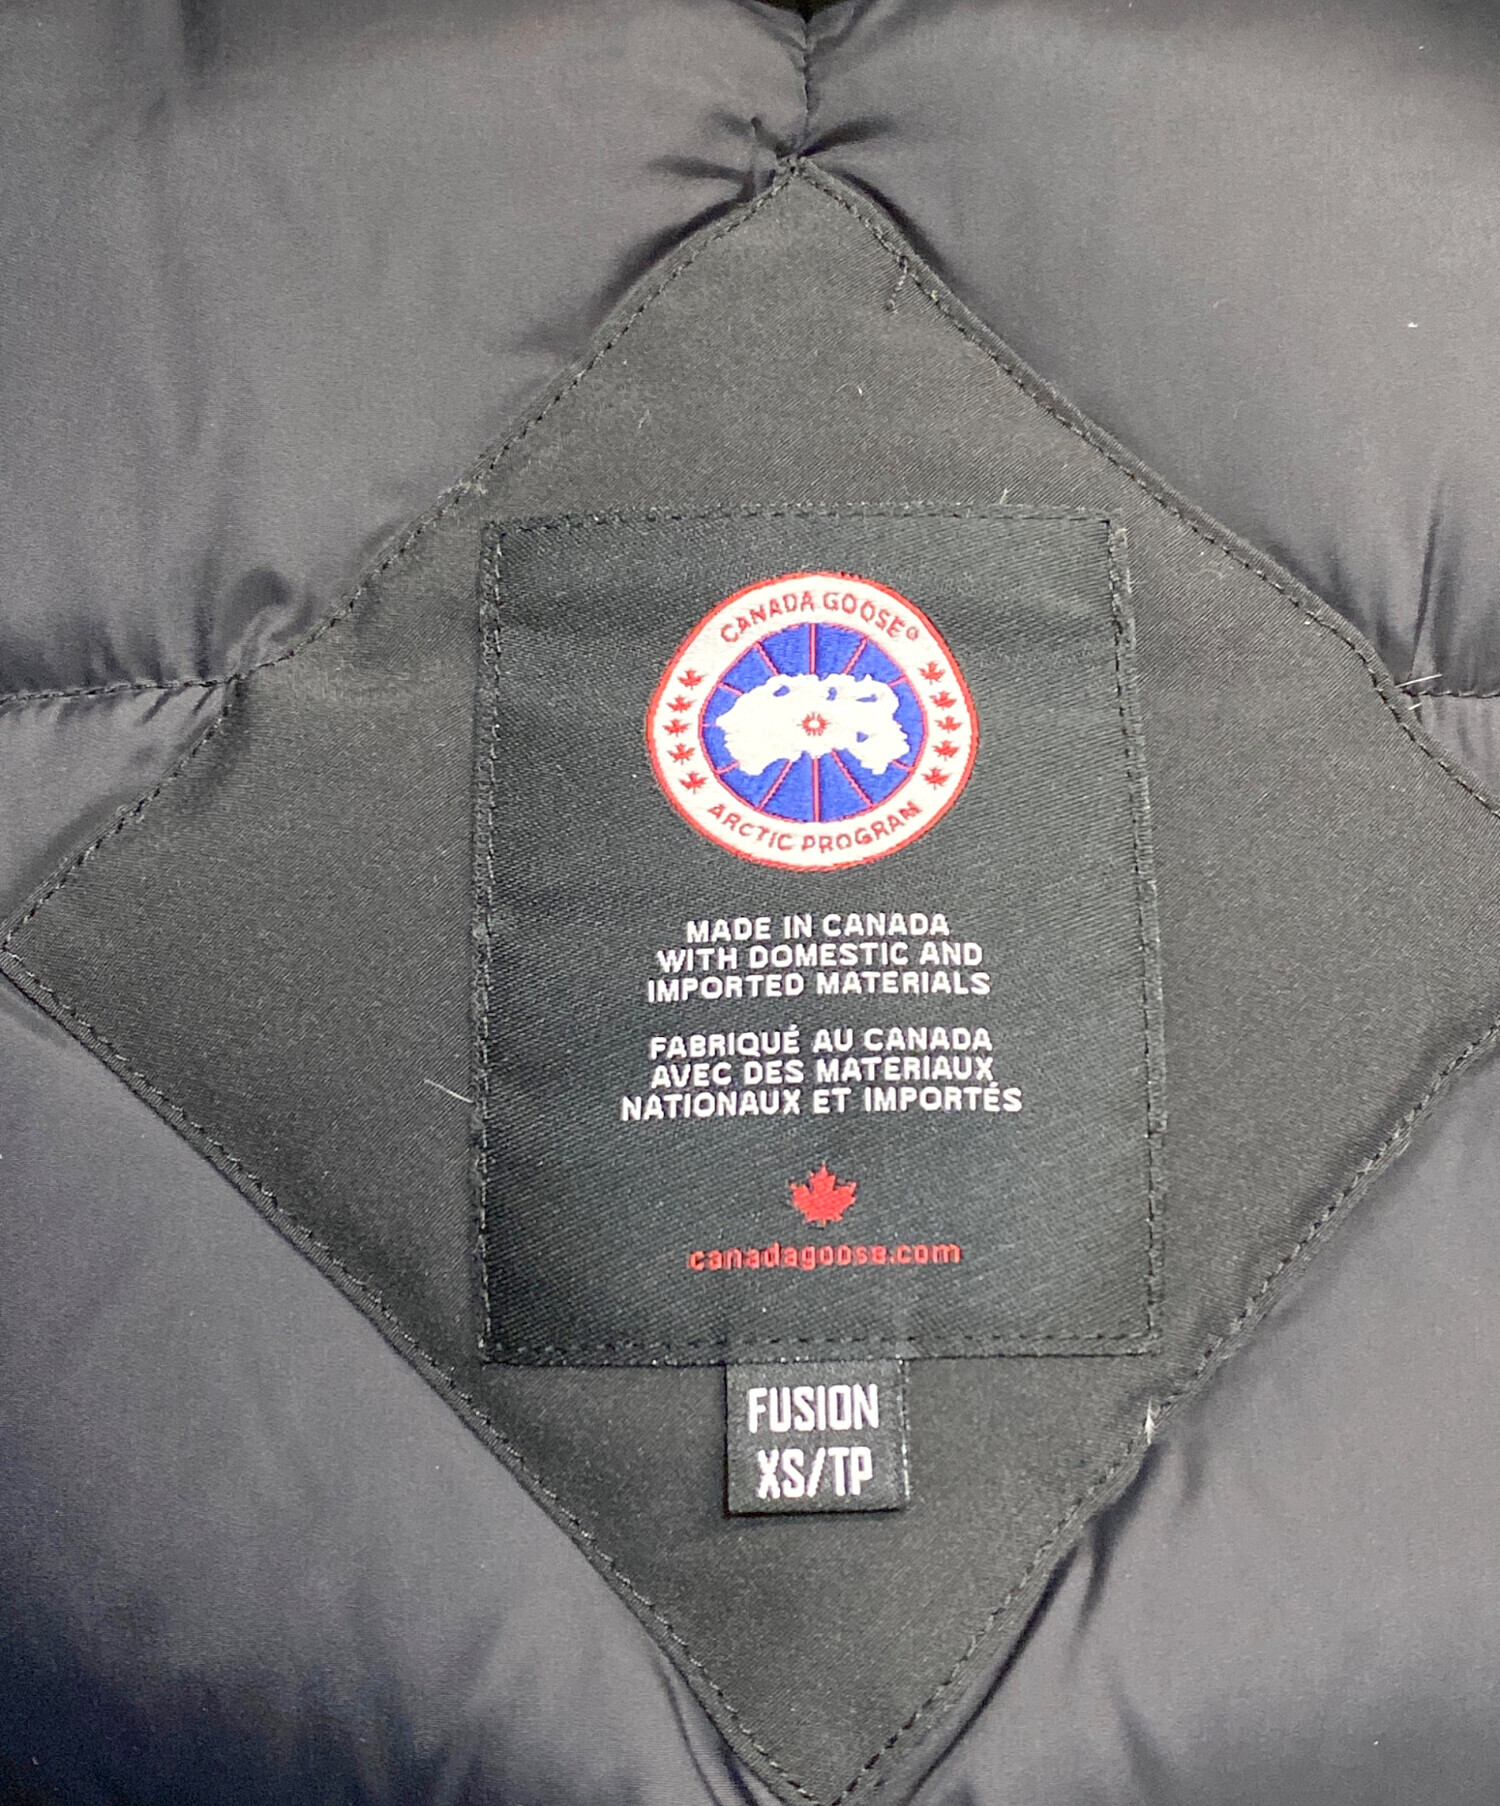 CANADA GOOSE®
ARCTIC PROGRAM
MADE IN CANADA
WITH DOMESTIC AND
IMPORTED MATERIALS
FABRIQUÉ AU CANADA
AVEC DES MATERIAUX
NATIONAUX ET IMPORTÉS
canadagoose.com
FUSION
XS/TP